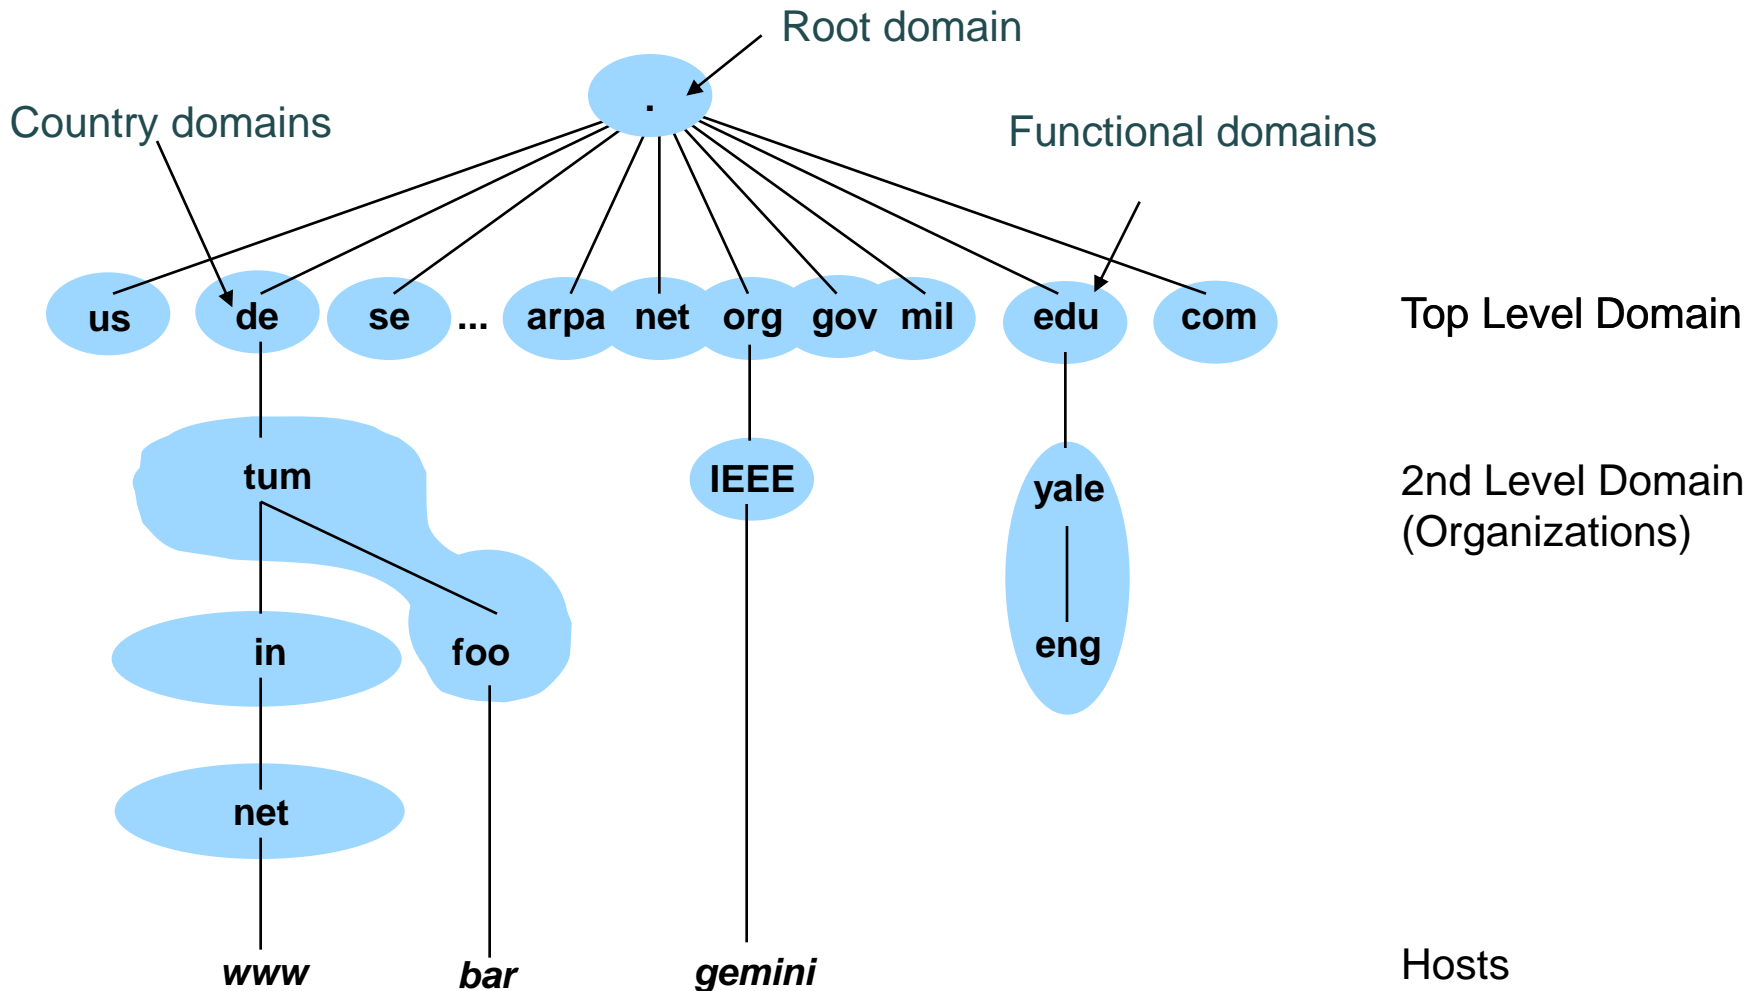 Root domain
.
Country domains
Functional domains
us de se ... arpa net org gov mil edu com
Top Level Domain
tum
IEEE
yale
2nd Level Domain
(Organizations)
in
foo
eng
net
www
bar
gemini
Hosts